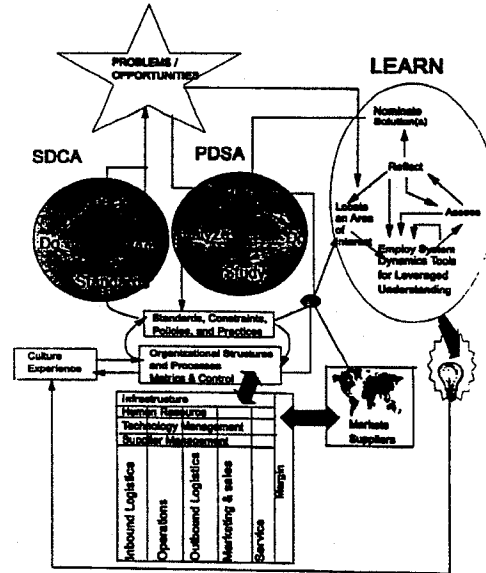 PROBLEMS /
OPPORTUNITIES
LEARN
Nominate
Solution(s)
SDCA
PDSA
Reflect
Locate
an Area
of
Interest
Assess
Employ System
Dynamics Tools
for Leveraged
Understanding
Study
Standards, Constraints,
Policies, and Practices
Culture
Experience
Organizational Structures
and Processes
Metrics & Control
Infrastructure
Human Resource
Technology Management
Supplier Management
Inbound Logistics
Operations
Outbound Logistics
Marketing & sales
Service
Margin
Markets
Suppliers